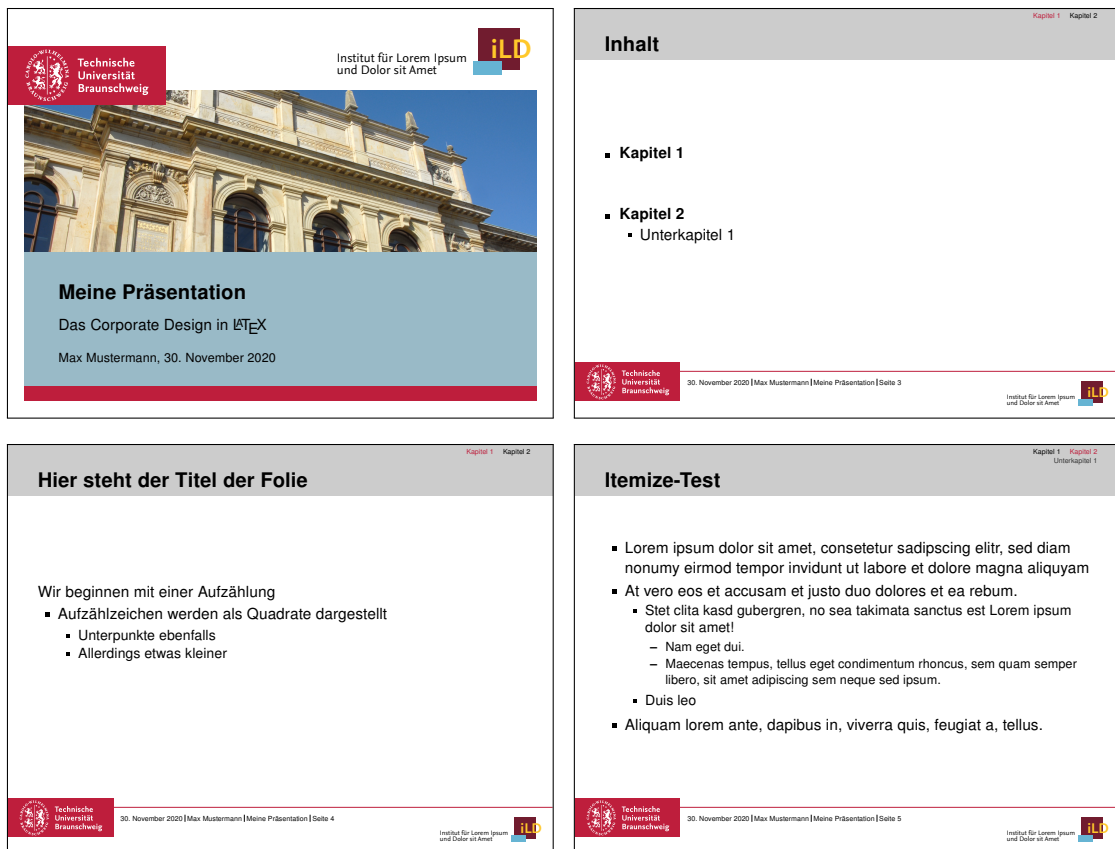 Technische
Universität
Braunschweig
Institut für Lorem Ipsum
und Dolor sit Amet
iLD
Meine Präsentation
Das Corporate Design in LATEX
Max Mustermann, 30. November 2020
Kapitel 1 Kapitel 2
Inhalt
Kapitel 1
Kapitel 2
Unterkapitel 1
Technische
Universität
Braunschweig
30. November 2020 | Max Mustermann | Meine Präsentation | Seite 3
Institut für Lorem Ipsum
und Dolor sit Amet
iLD
Kapitel 1 Kapitel 2
Hier steht der Titel der Folie
Wir beginnen mit einer Aufzählung
Aufzählzeichen werden als Quadrate dargestellt
Unterpunkte ebenfalls
Allerdings etwas kleiner
Technische
Universität
Braunschweig
30. November 2020 | Max Mustermann | Meine Präsentation | Seite 4
Institut für Lorem Ipsum
und Dolor sit Amet
iLD
Kapitel 1 Kapitel 2
Unterkapitel 1
Itemize-Test
Lorem ipsum dolor sit amet, consetetur sadipscing elitr, sed diam
nonumy eirmod tempor invidunt ut labore et dolore magna aliquyam
At vero eos et accusam et justo duo dolores et ea rebum.
Stet clita kasd gubergren, no sea takimata sanctus est Lorem ipsum
dolor sit amet!
– Nam eget dui.
– Maecenas tempus, tellus eget condimentum rhoncus, sem quam semper
libero, sit amet adipiscing sem neque sed ipsum.
Duis leo
Aliquam lorem ante, dapibus in, viverra quis, feugiat a, tellus.
Technische
Universität
Braunschweig
30. November 2020 | Max Mustermann | Meine Präsentation | Seite 5
Institut für Lorem Ipsum
und Dolor sit Amet
iLD